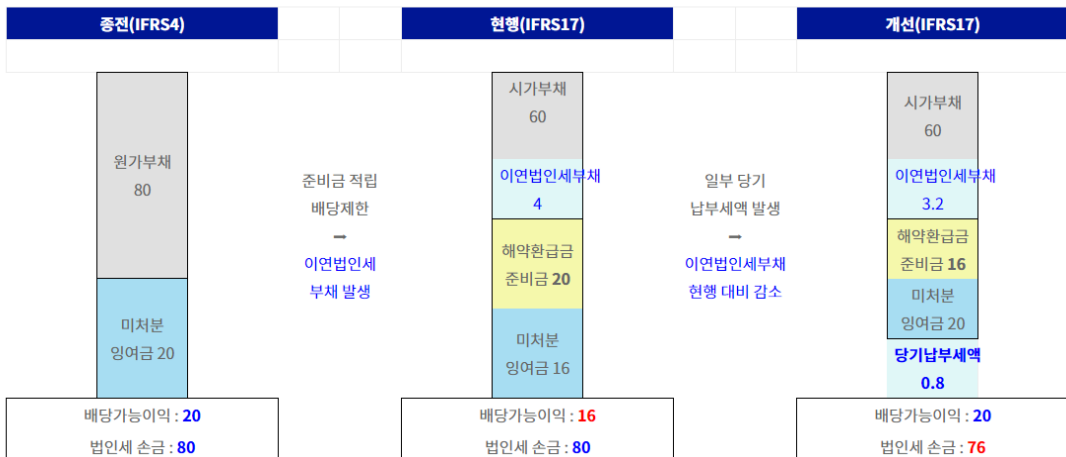 종전(IFRS4)
현행(IFRS17)
개선(IFRS17)
원가부채
80
미처분
잉여금 20
배당가능이익 : 20
법인세 손금 : 80
준비금 적립
배당제한
➡
이연법인세
부채 발생
시가부채
60
이연법인세부채
4
해약환급금
준비금 20
미처분
잉여금 16
배당가능이익 : 16
법인세 손금 : 80
일부 당기
납부세액 발생
➡
이연법인세부채
현행 대비 감소
시가부채
60
이연법인세부채
3.2
해약환급금
준비금 16
미처분
잉여금 20
당기납부세액
0.8
배당가능이익 : 20
법인세 손금 : 76